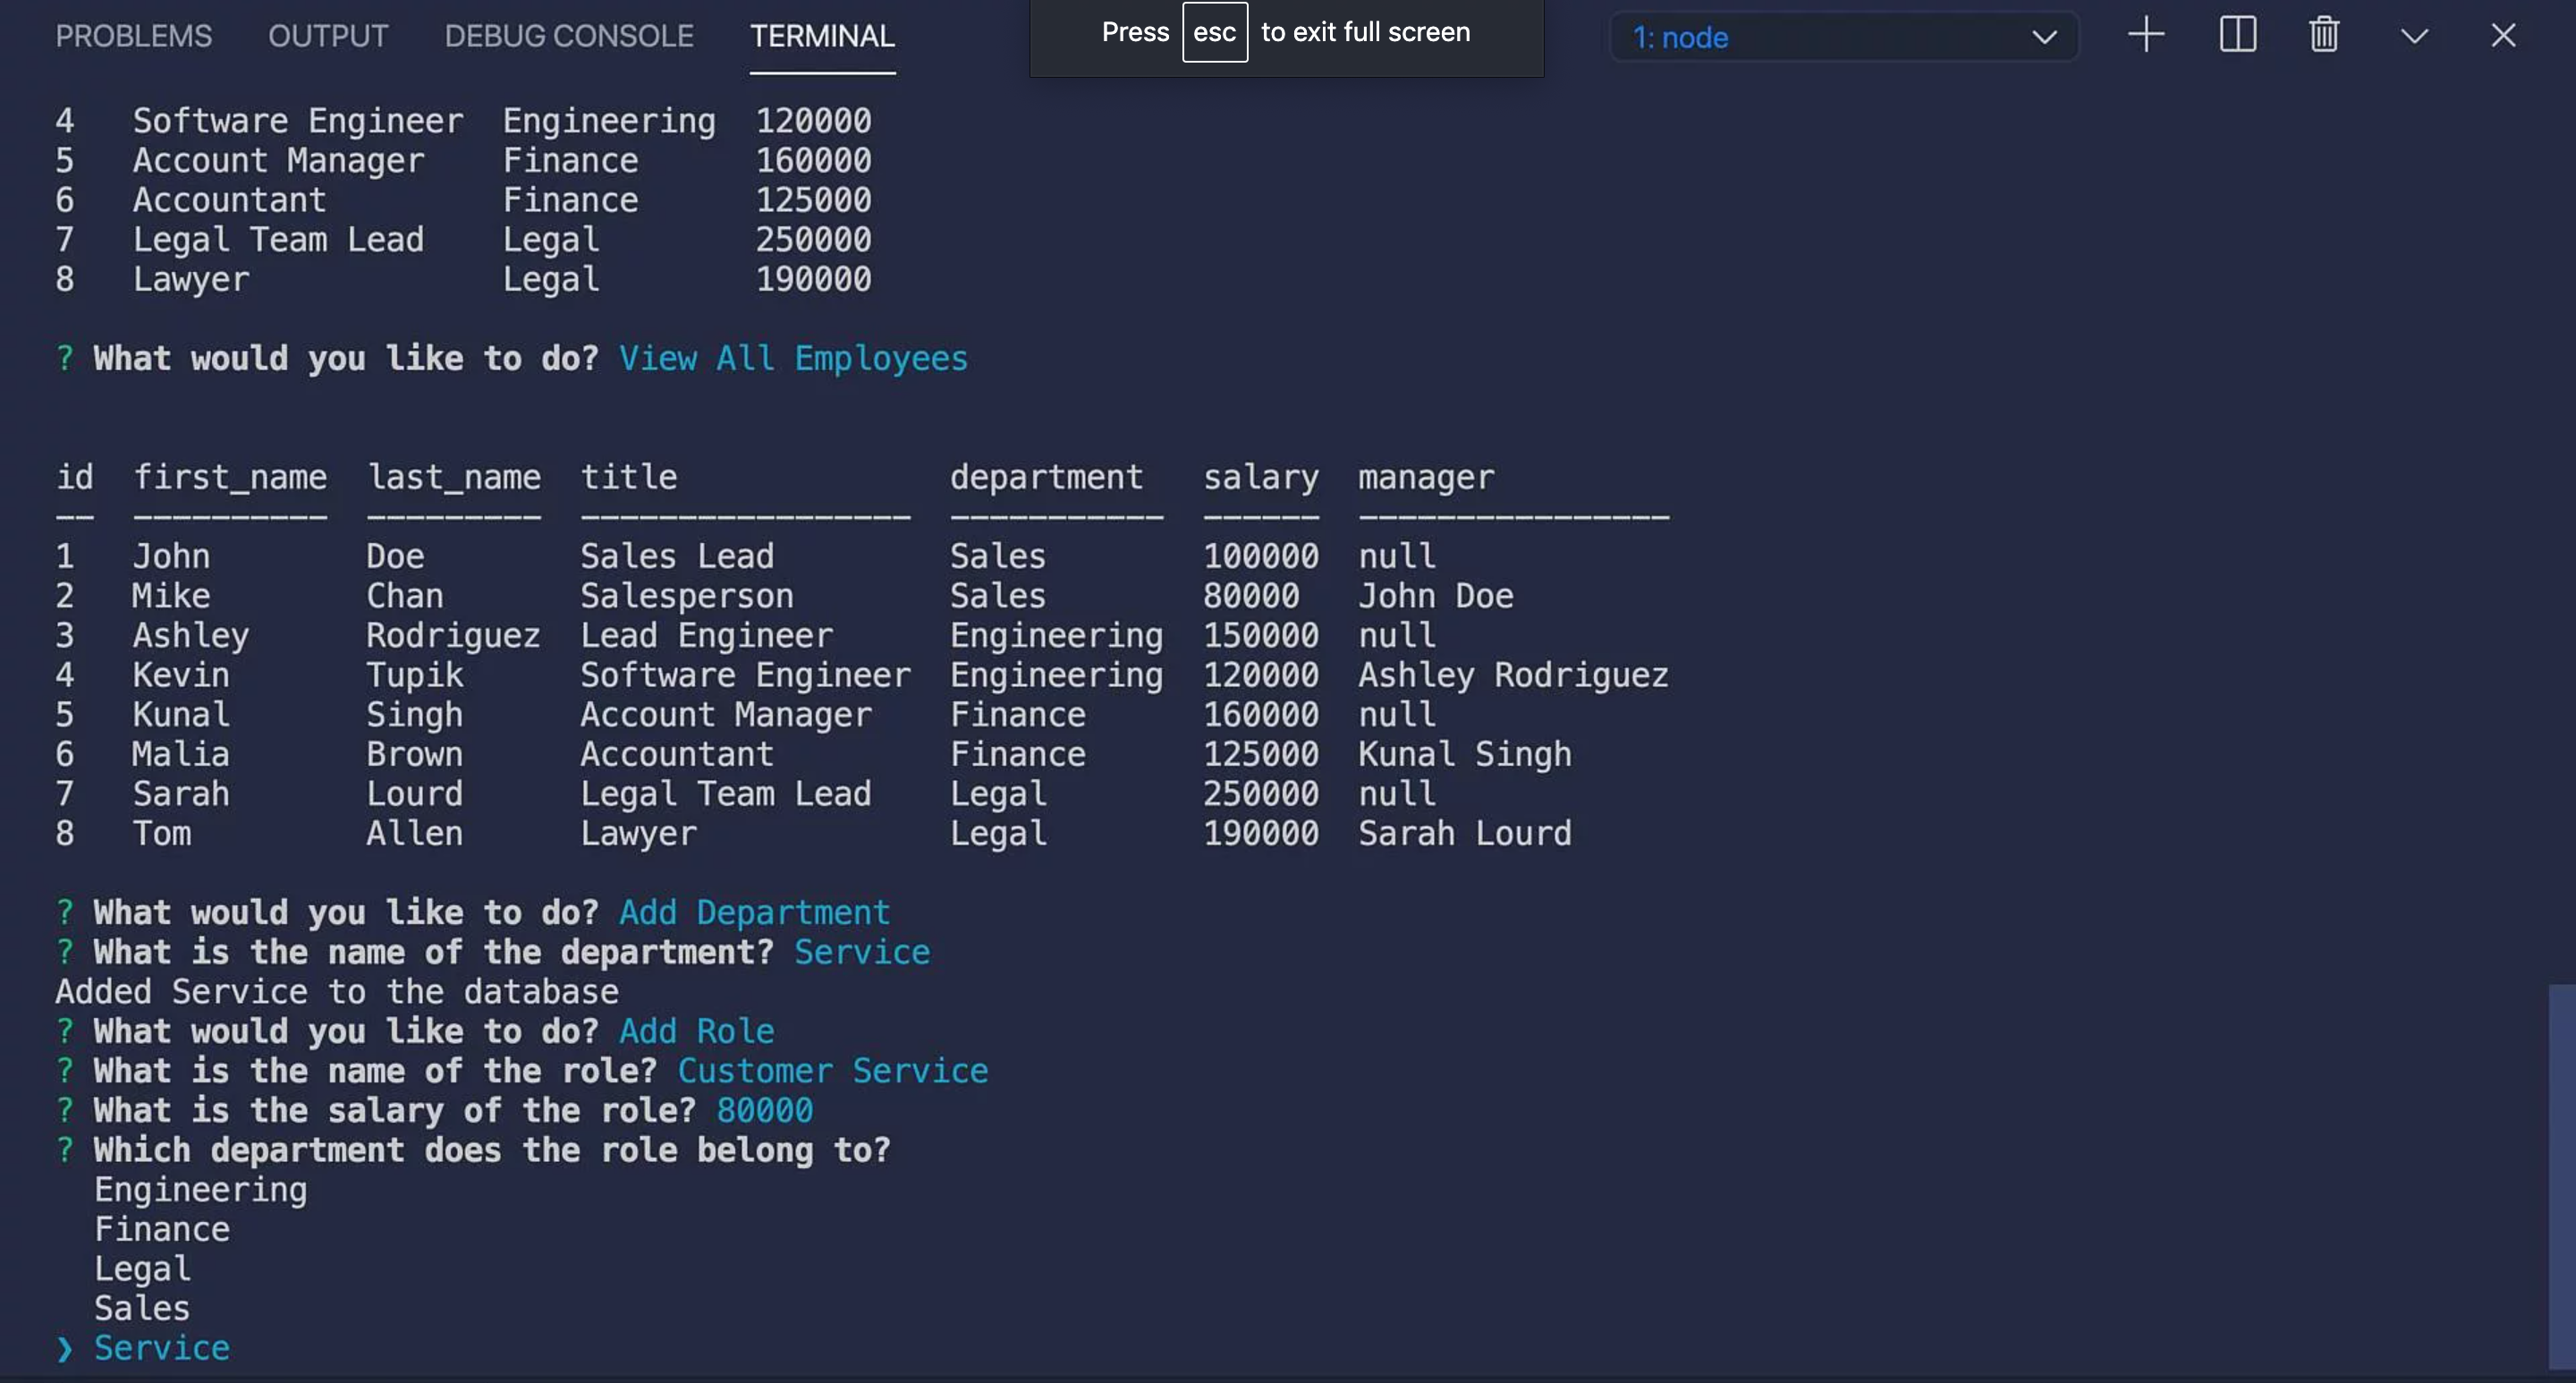 PROBLEMS OUTPUT DEBUG CONSOLE TERMINAL Press esc to exit full screen 1: node
4 Software Engineer Engineering 120000
5 Account Manager Finance 160000
6 Accountant Finance 125000
7 Legal Team Lead Legal 250000
8 Lawyer Legal 190000
? What would you like to do? View All Employees
id first_name last_name title department salary manager
-- ---------- --------- ----------------- ----------- ------ ----------------
1 John Doe Sales Lead Sales 100000 null
2 Mike Chan Salesperson Sales 80000 John Doe
3 Ashley Rodriguez Lead Engineer Engineering 150000 null
4 Kevin Tupik Software Engineer Engineering 120000 Ashley Rodriguez
5 Kunal Singh Account Manager Finance 160000 null
6 Malia Brown Accountant Finance 125000 Kunal Singh
7 Sarah Lourd Legal Team Lead Legal 250000 null
8 Tom Allen Lawyer Legal 190000 Sarah Lourd
? What would you like to do? Add Department
? What is the name of the department? Service
Added Service to the database
? What would you like to do? Add Role
? What is the name of the role? Customer Service
? What is the salary of the role? 80000
? Which department does the role belong to?
Engineering
Finance
Legal
Sales
❯ Service